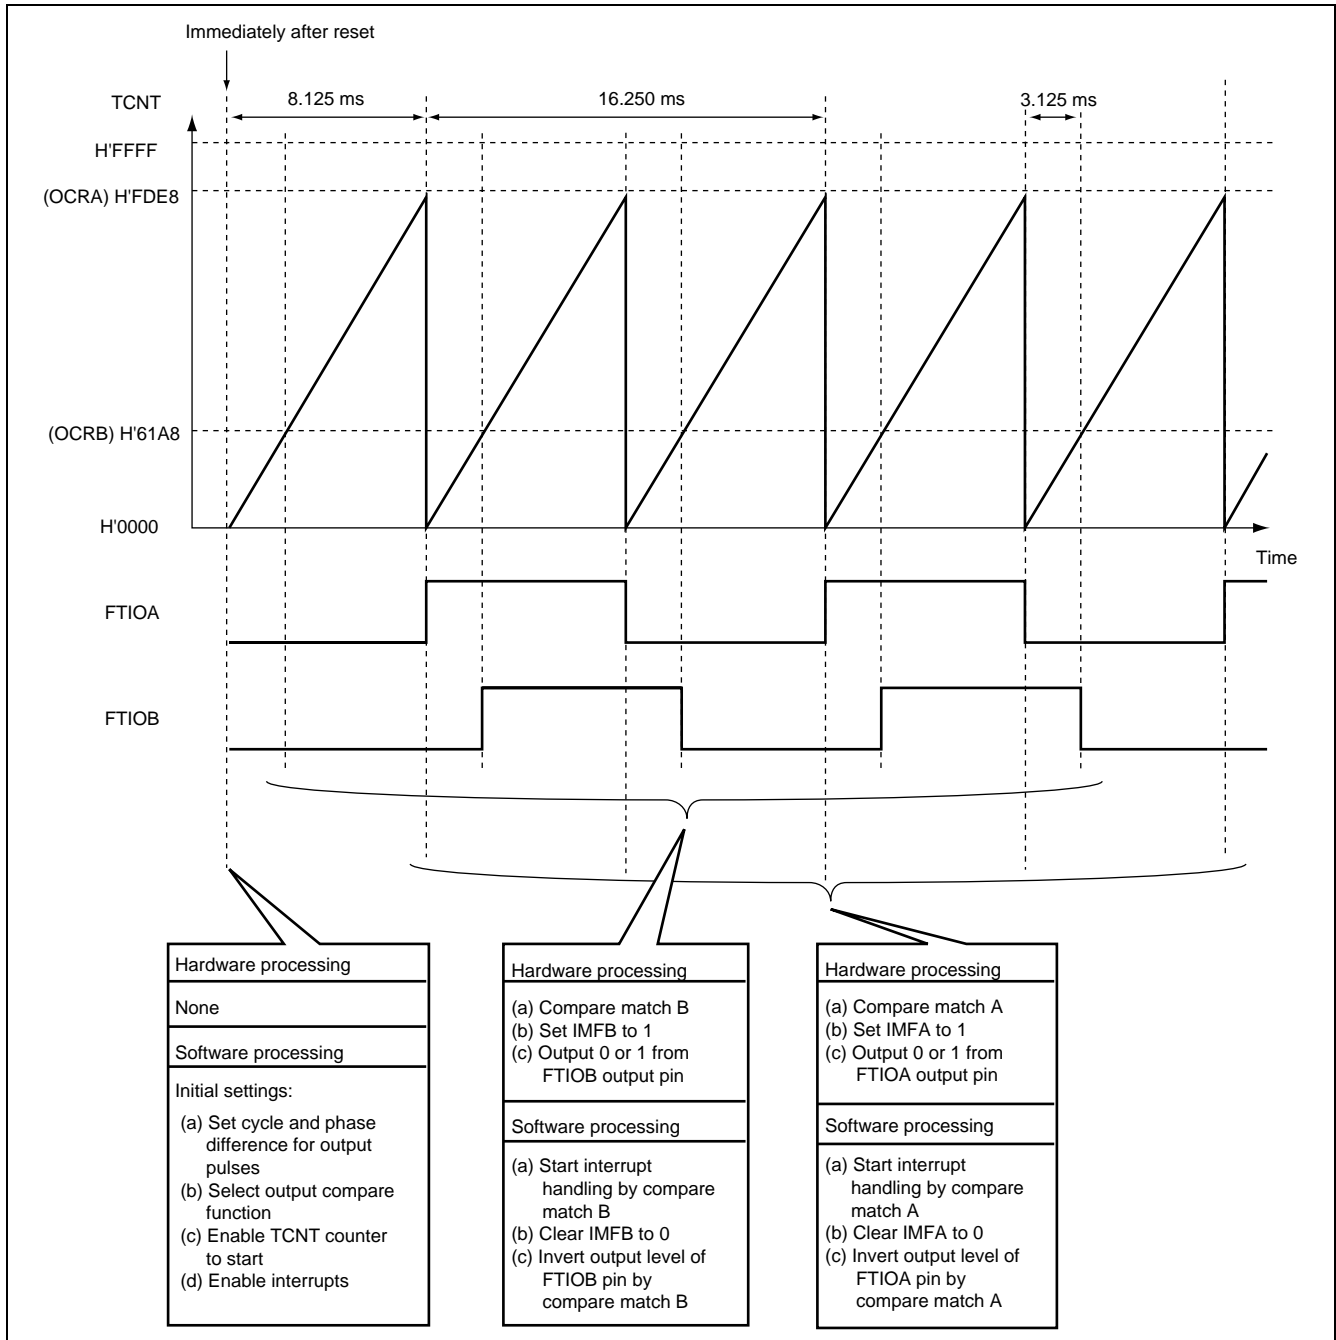 Immediately after reset
TCNT
8.125 ms
16.250 ms
3.125 ms
H'FFFF
(OCRA) H'FDE8
(OCRB) H'61A8
H'0000
Time
FTIOA
FTIOB
Hardware processing
None
Software processing
Initial settings:
(a) Set cycle and phase
difference for output
pulses
(b) Select output compare
function
(c) Enable TCNT counter
to start
(d) Enable interrupts
Hardware processing
(a) Compare match B
(b) Set IMFB to 1
(c) Output 0 or 1 from
FTIOB output pin
Software processing
(a) Start interrupt
handling by compare
match B
(b) Clear IMFB to 0
(c) Invert output level of
FTIOB pin by
compare match B
Hardware processing
(a) Compare match A
(b) Set IMFA to 1
(c) Output 0 or 1 from
FTIOA output pin
Software processing
(a) Start interrupt
handling by compare
match A
(b) Clear IMFA to 0
(c) Invert output level of
FTIOA pin by
compare match A